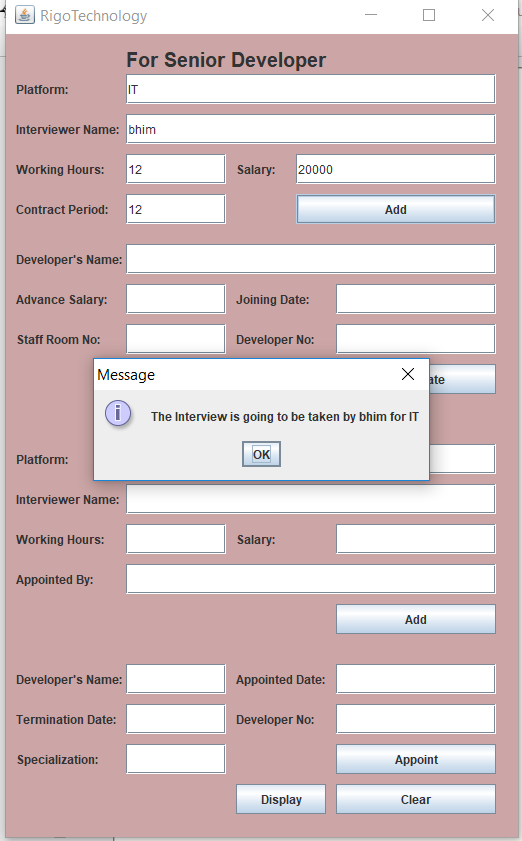 RigoTechnology
For Senior Developer
Platform: IT
Interviewer Name: bhim
Working Hours: 12 Salary: 20000
Contract Period: 12 Add
Developer's Name:
Advance Salary: Joining Date:
Staff Room No: Developer No:
Message
The Interview is going to be taken by bhim for IT
OK
Platform:
Interviewer Name:
Working Hours: Salary:
Appointed By:
Add
Developer's Name: Appointed Date:
Termination Date: Developer No:
Specialization: Appoint
Display Clear